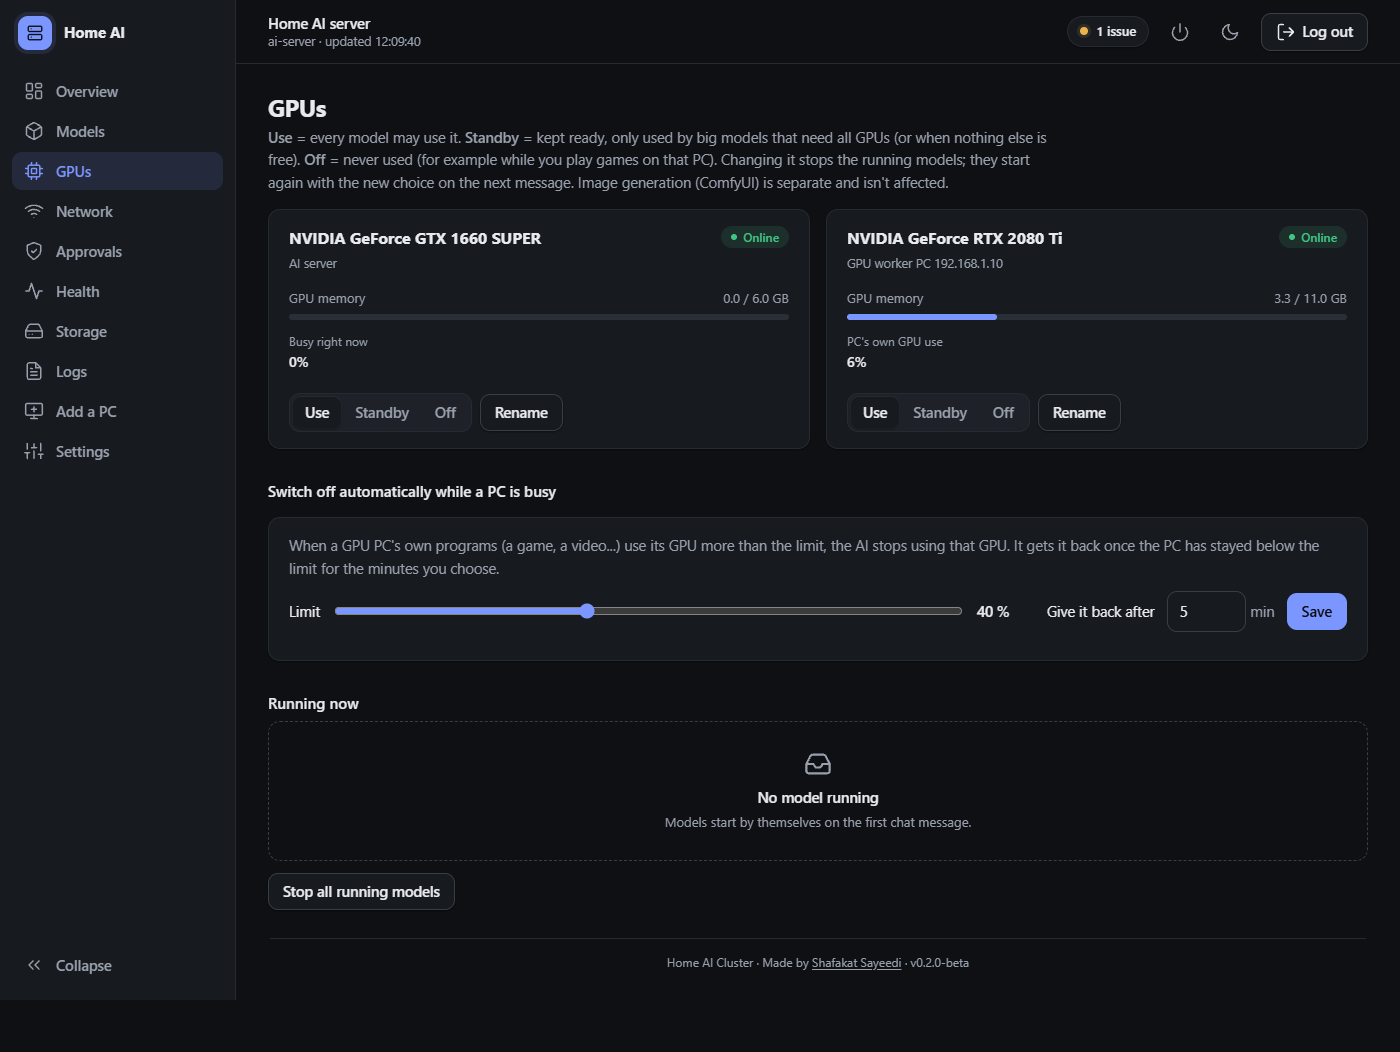 Home AI
Overview
Models
GPUs
Network
Approvals
Health
Storage
Logs
Add a PC
Settings
Collapse
Home AI server
ai-server · updated 12:09:40
1 issue
Log out
GPUs
Use = every model may use it. Standby = kept ready, only used by big models that need all GPUs (or when nothing else is
free). Off = never used (for example while you play games on that PC). Changing it stops the running models; they start
again with the new choice on the next message. Image generation (ComfyUI) is separate and isn't affected.
NVIDIA GeForce GTX 1660 SUPER
Online
AI server
GPU memory
0.0 / 6.0 GB
Busy right now
0%
Use
Standby
Off
Rename
NVIDIA GeForce RTX 2080 Ti
Online
GPU worker PC 192.168.1.10
GPU memory
3.3 / 11.0 GB
PC's own GPU use
6%
Use
Standby
Off
Rename
Switch off automatically while a PC is busy
When a GPU PC's own programs (a game, a video...) use its GPU more than the limit, the AI stops using that GPU. It gets it back once the PC has stayed below the
limit for the minutes you choose.
Limit
40 %
Give it back after
5
min
Save
Running now
No model running
Models start by themselves on the first chat message.
Stop all running models
Home AI Cluster · Made by Shafakat Sayeedi · v0.2.0-beta